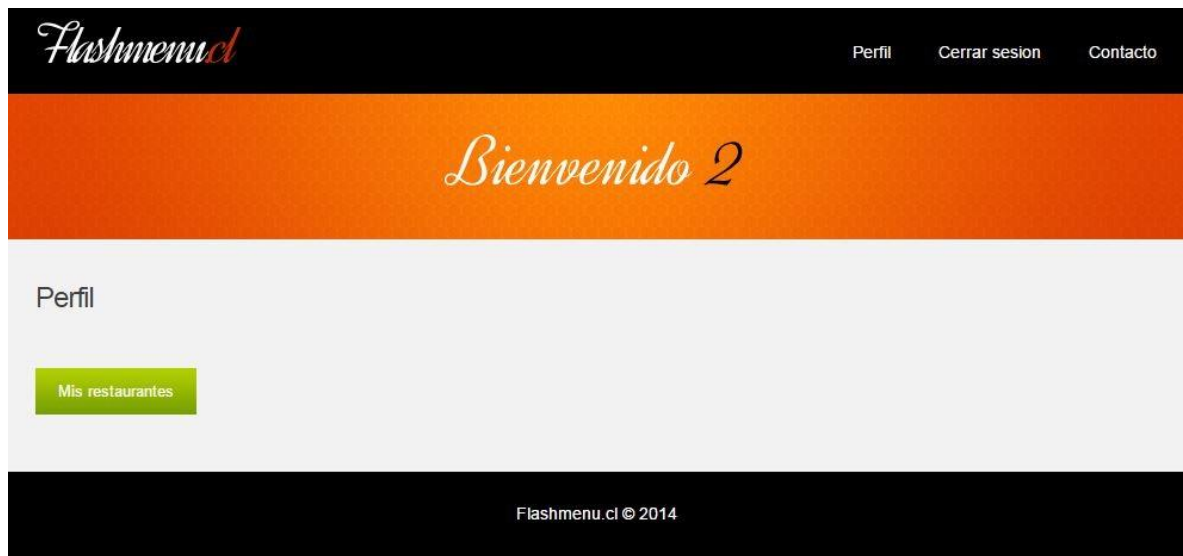 Flashmenu.cl
Perfil Cerrar sesion Contacto
Bienvenido 2
Perfil
Mis restaurantes
Flashmenu.cl © 2014